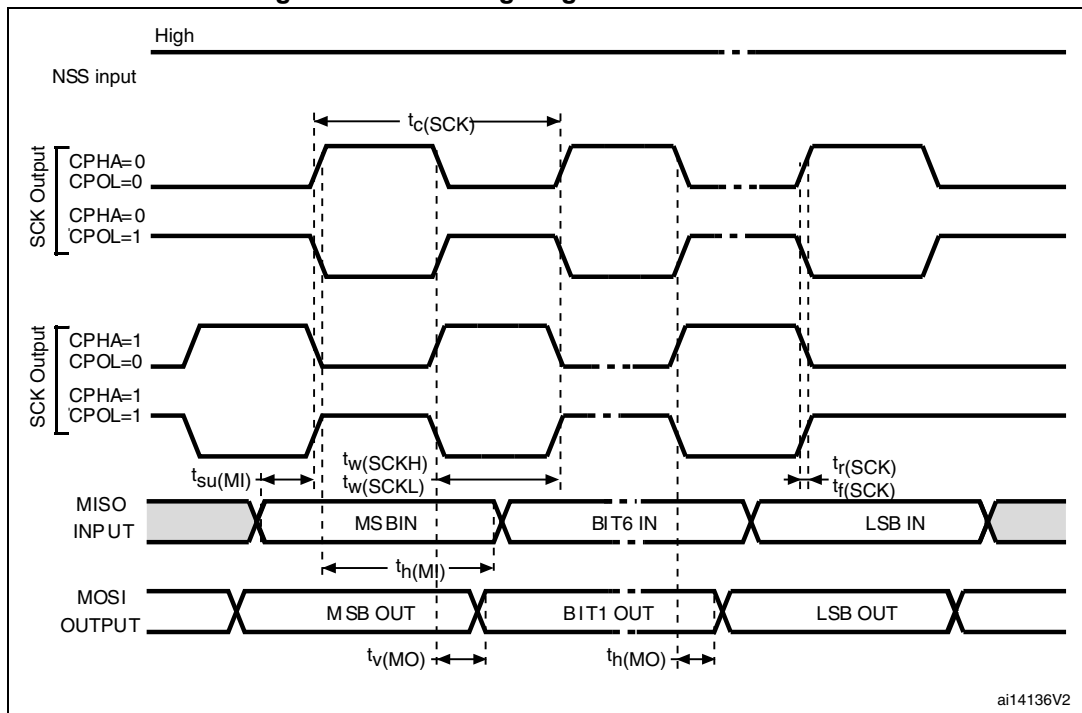 High
NSS input
tc(SCK)
SCK Output
CPHA=0
CPOL=0
CPHA=0
CPOL=1
SCK Output
CPHA=1
CPOL=0
CPHA=1
CPOL=1
tsu(MI)
tw(SCKH)
tw(SCKL)
tr(SCK)
tf(SCK)
MISO
INPUT
MSBIN
BIT6 IN
LSB IN
th(MI)
MOSI
OUTPUT
MSB OUT
BIT1 OUT
LSB OUT
tv(MO)
th(MO)
ai14136V2